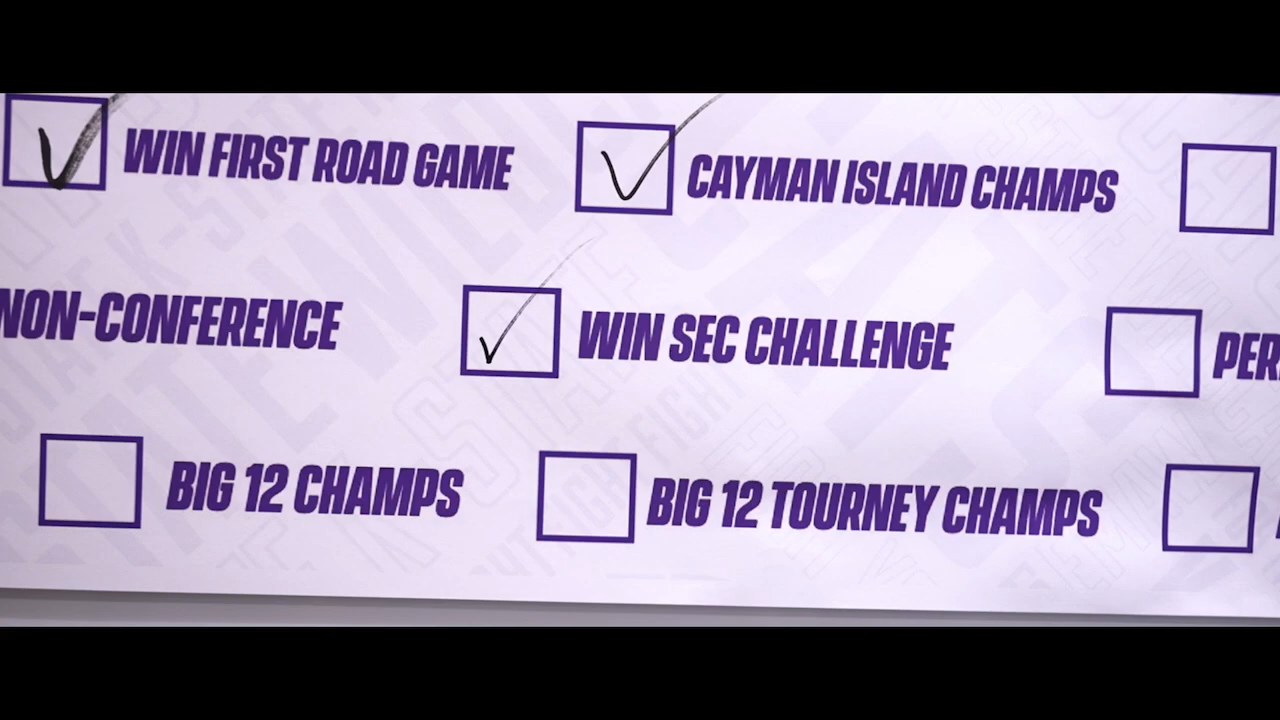 WIN FIRST ROAD GAME CAYMAN ISLAND CHAMPS
NON-CONFERENCE WIN SEC CHALLENGE
BIG 12 CHAMPS BIG 12 TOURNEY CHAMPS